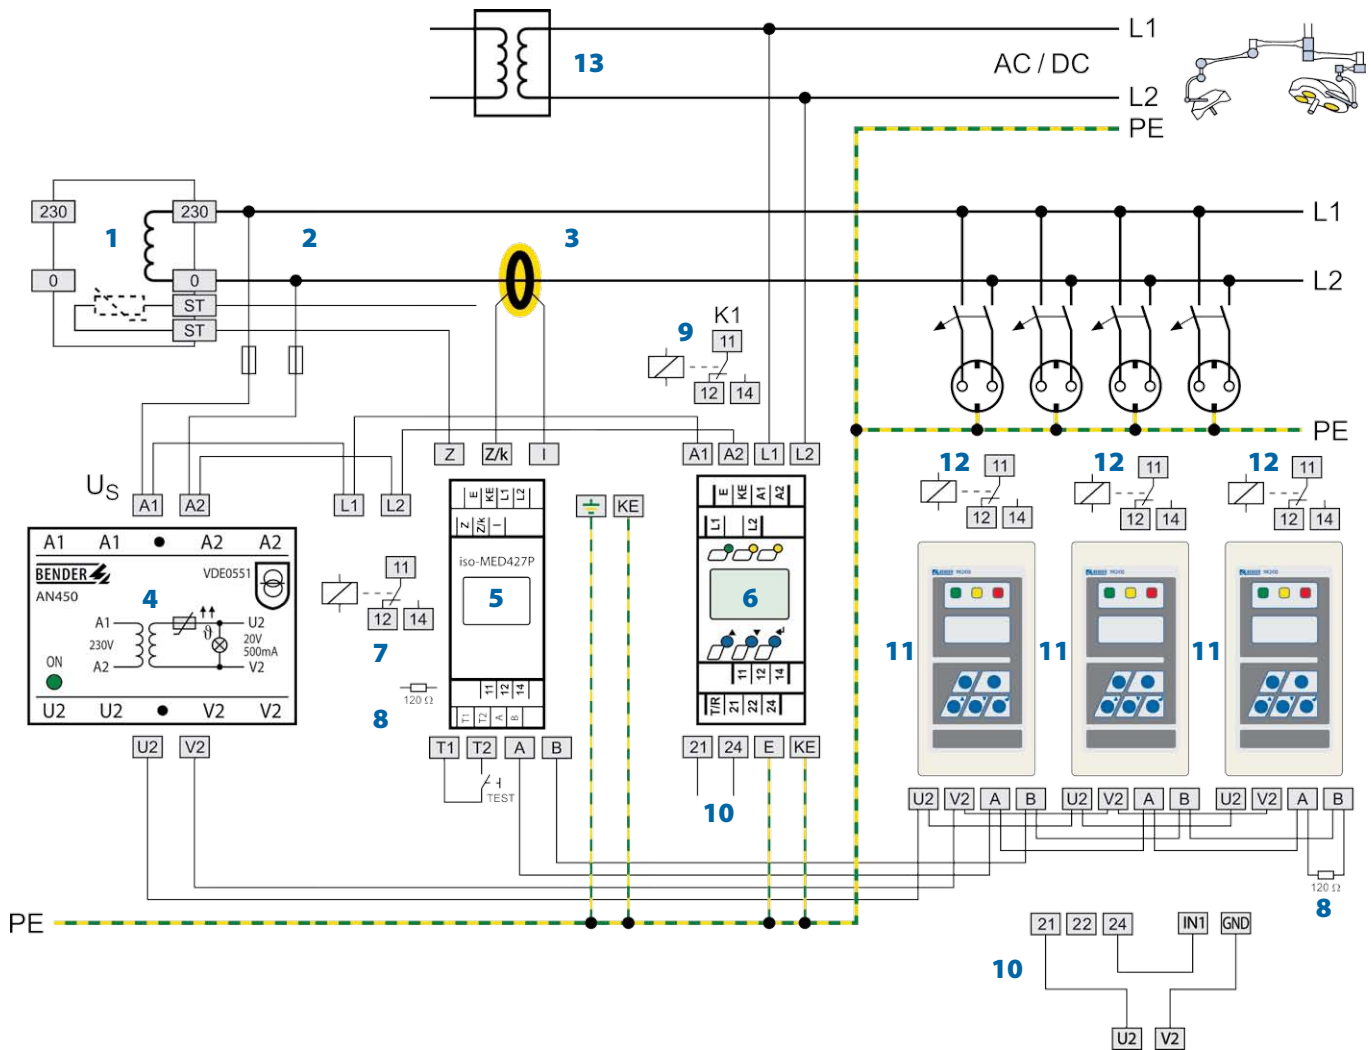 L1
13
AC / DC
L2
PE
230
230
1
2
3
L1
0
0
L2
ST
ST
K1
9
11
12
14
PE
Z
Z/k
I
A1
A2
L1
L2
12
11
12
11
12
11
US
A1
A2
L1
L2
KE
12
14
12
14
12
14
E
KE
L1
L2
E
KE
A1
A2
Z
Z/k
I
L1
L2
A1
A1
A2
A2
BENDER
VDE0551
AN450
4
iso-MED427P
5
6
11
12
14
7
A1
U2
230V
20V
500mA
A2
V2
ON
ϑ
U2
U2
V2
V2
120 Ω
8
11
12
14
11
12
14
T1
T2
A
B
T/R
21
22
24
BENDER
BENDER
BENDER
11
11
11
U2
V2
T1
T2
A
B
21
24
E
KE
TEST
10
U2
V2
A
B
U2
V2
A
B
U2
V2
A
B
120 Ω
8
PE
21
22
24
IN1
GND
10
U2
V2